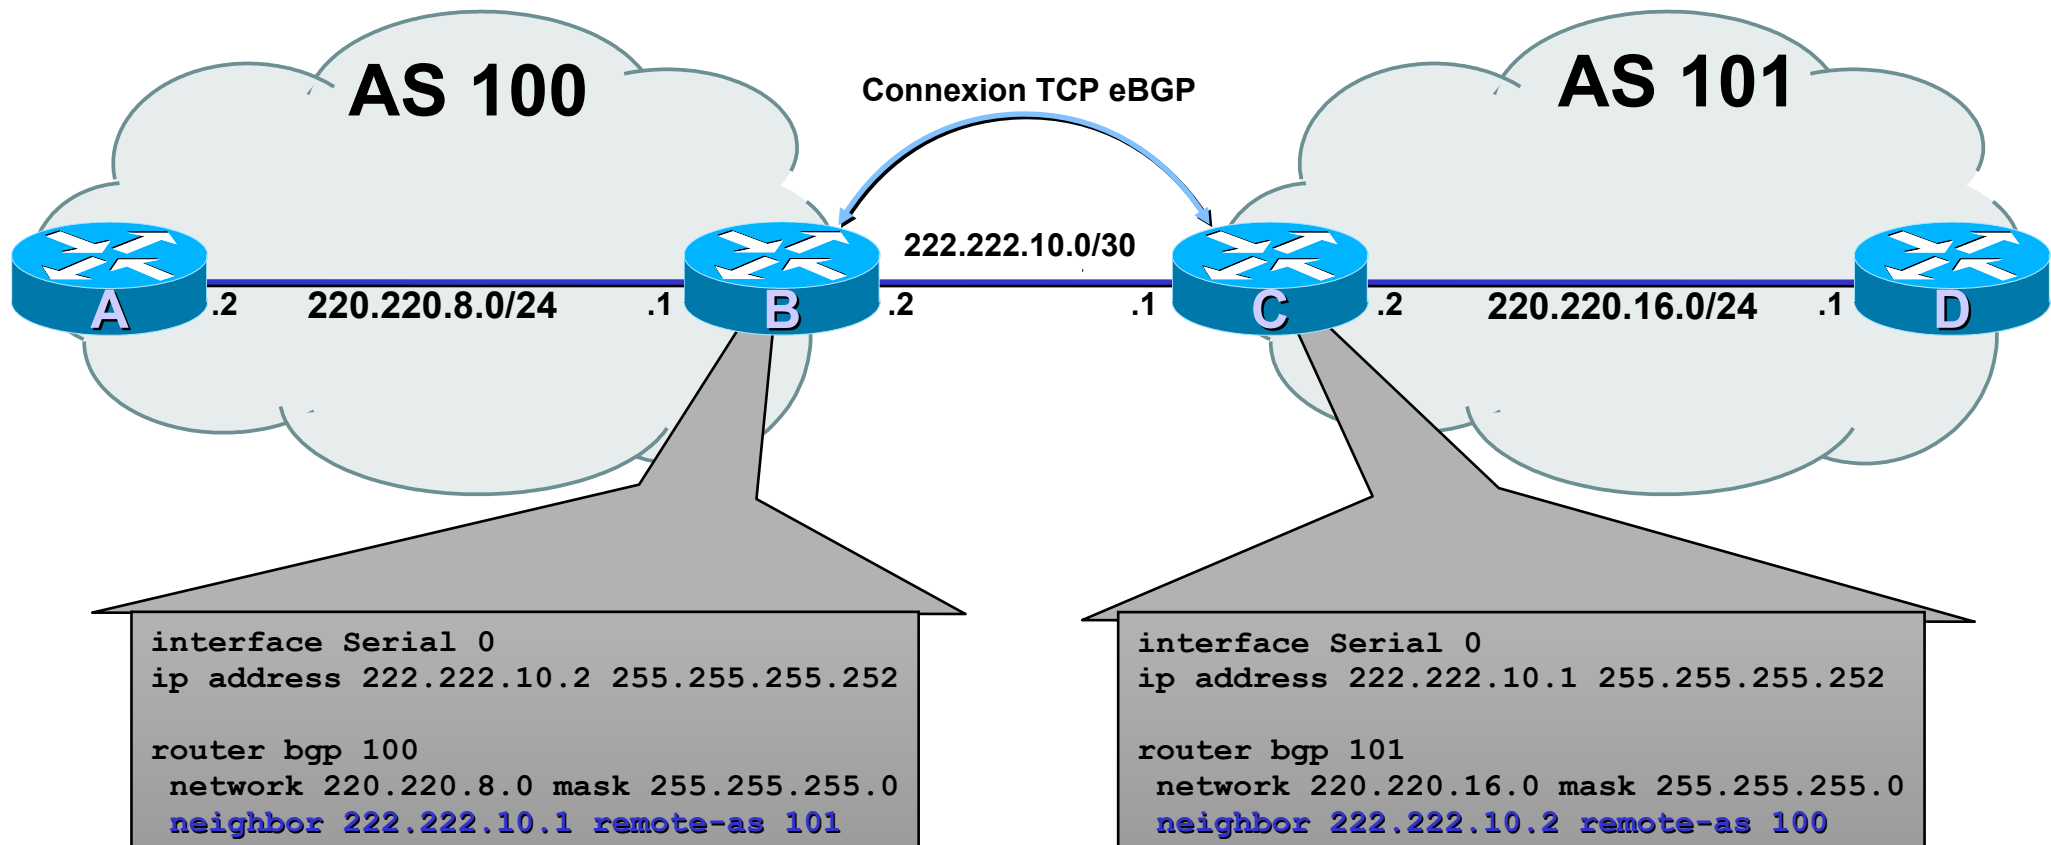 AS 100
AS 101
Connexion TCP eBGP
222.222.10.0/30
A
.2
220.220.8.0/24
.1
B
.2
.1
C
.2
220.220.16.0/24
.1
D
interface Serial 0
ip address 222.222.10.2 255.255.255.252
router bgp 100
network 220.220.8.0 mask 255.255.255.0
neighbor 222.222.10.1 remote-as 101
interface Serial 0
ip address 222.222.10.1 255.255.255.252
router bgp 101
network 220.220.16.0 mask 255.255.255.0
neighbor 222.222.10.2 remote-as 100